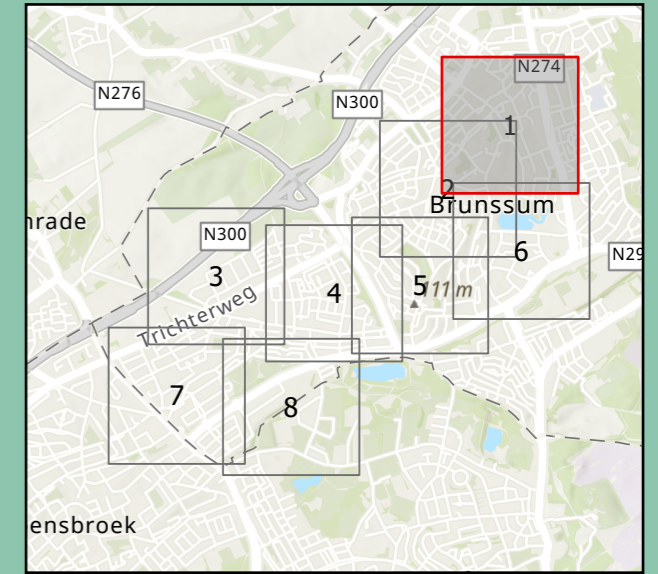 N274
N276
N300
1
2
Brunssum
nrade
N300
6
N29
3
5
111 m
4
Trichterweg
7
8
ensbroek